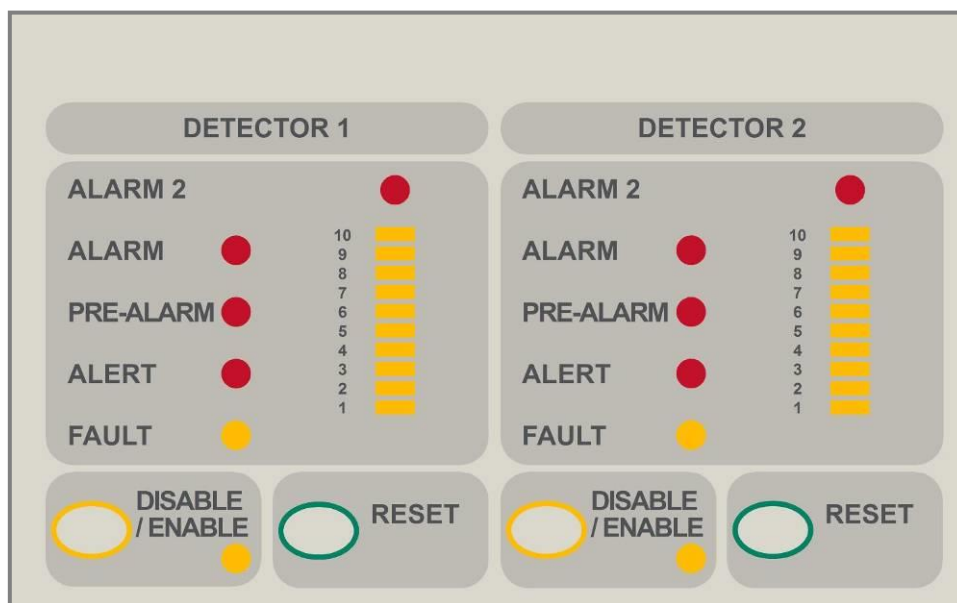 DETECTOR 1
ALARM 2
10
ALARM
9
8
7
PRE-ALARM
6
5
4
ALERT
3
2
1
FAULT
DISABLE
/ ENABLE
RESET
DETECTOR 2
ALARM 2
10
ALARM
9
8
7
PRE-ALARM
6
5
4
ALERT
3
2
1
FAULT
DISABLE
/ ENABLE
RESET